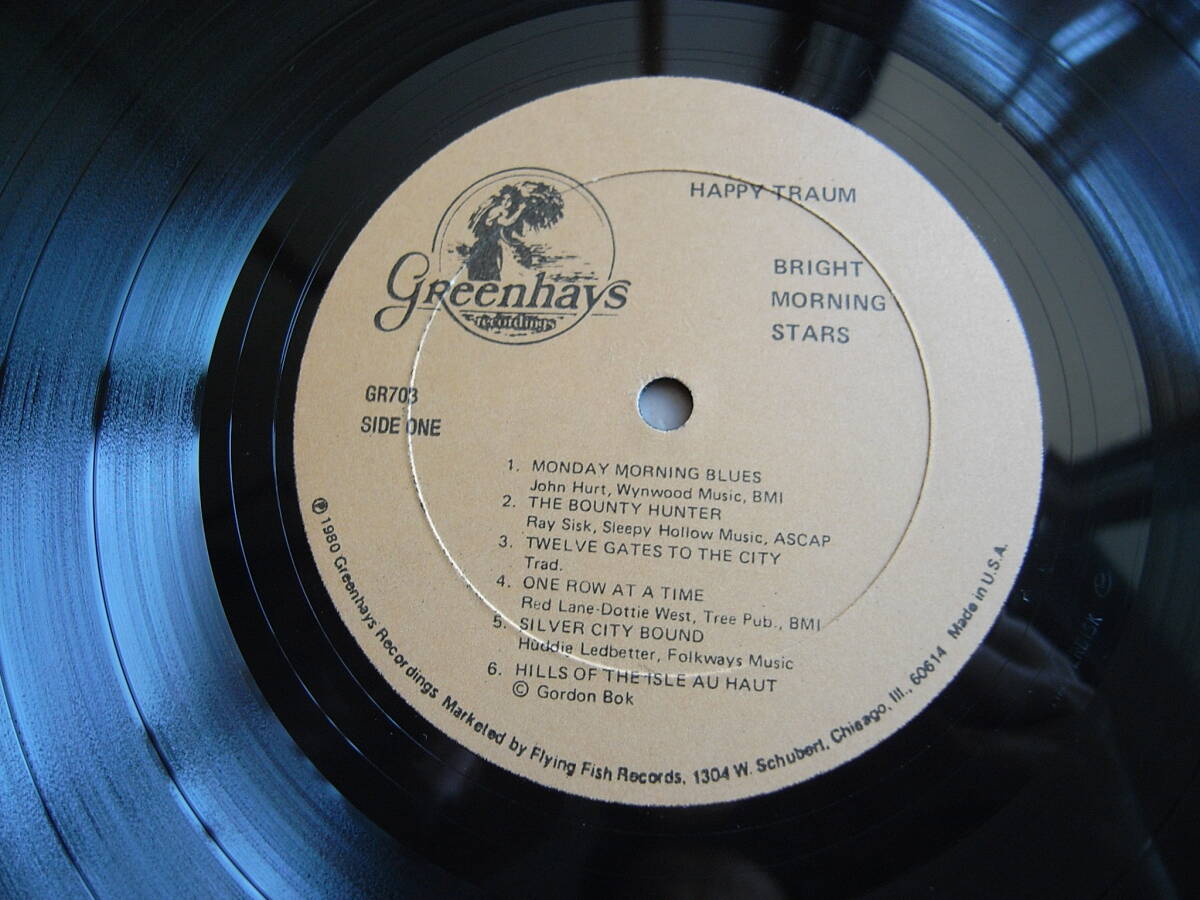 HAPPY TRAUM
BRIGHT
MORNING
STARS
Greenhays
recordings
GR703
SIDE ONE
1. MONDAY MORNING BLUES
John Hurt, Wynwood Music, BMI
2. THE BOUNTY HUNTER
Ray Sisk, Sleepy Hollow Music, ASCAP
3. TWELVE GATES TO THE CITY
Trad.
4. ONE ROW AT A TIME
Red Lane-Dottie West, Tree Pub., BMI
5. SILVER CITY BOUND
Huddie Ledbetter, Folkways Music
6. HILLS OF THE ISLE AU HAUT
© Gordon Bok
℗ 1980 Greenhays Recordings Marketed by Flying Fish Records, 1304 W. Schubert, Chicago, Ill., 60614 Made in U.S.A.